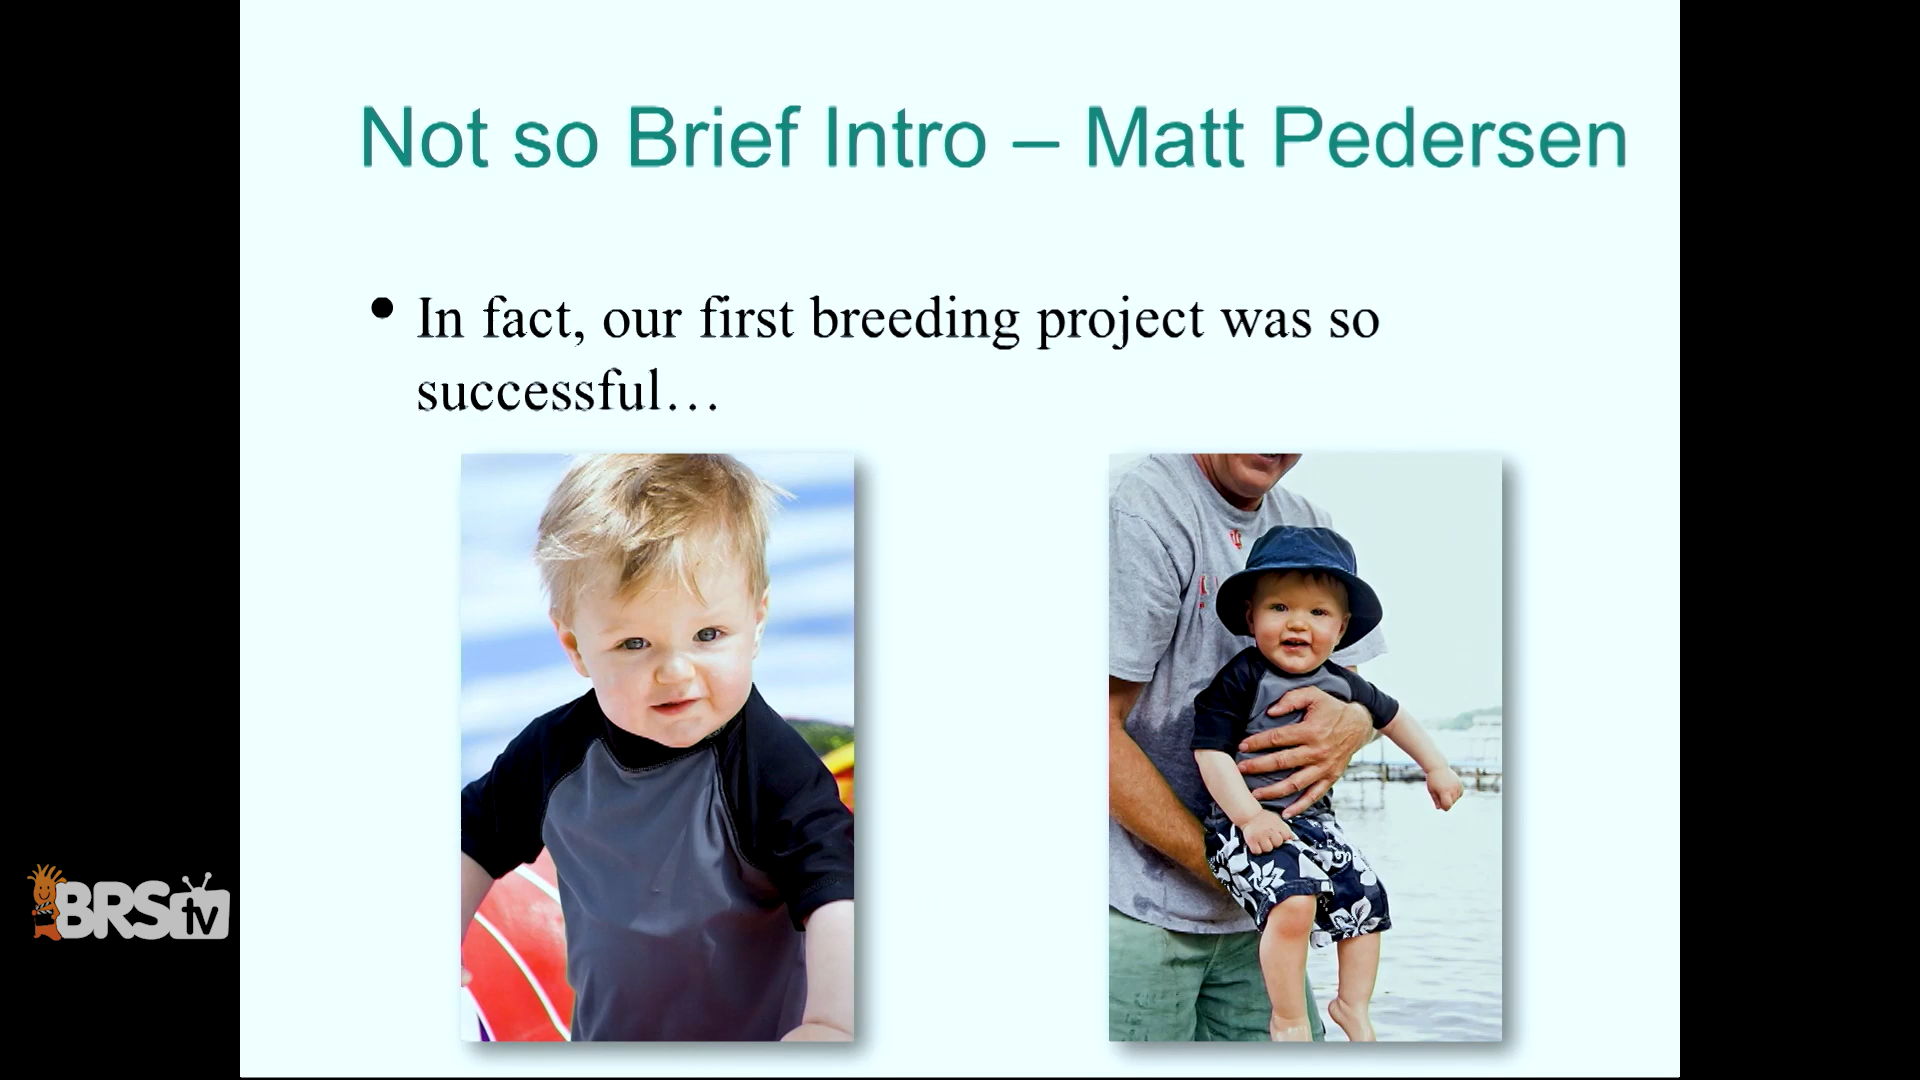 Not so Brief Intro – Matt Pedersen
• In fact, our first breeding project was so
successful…
BRStv